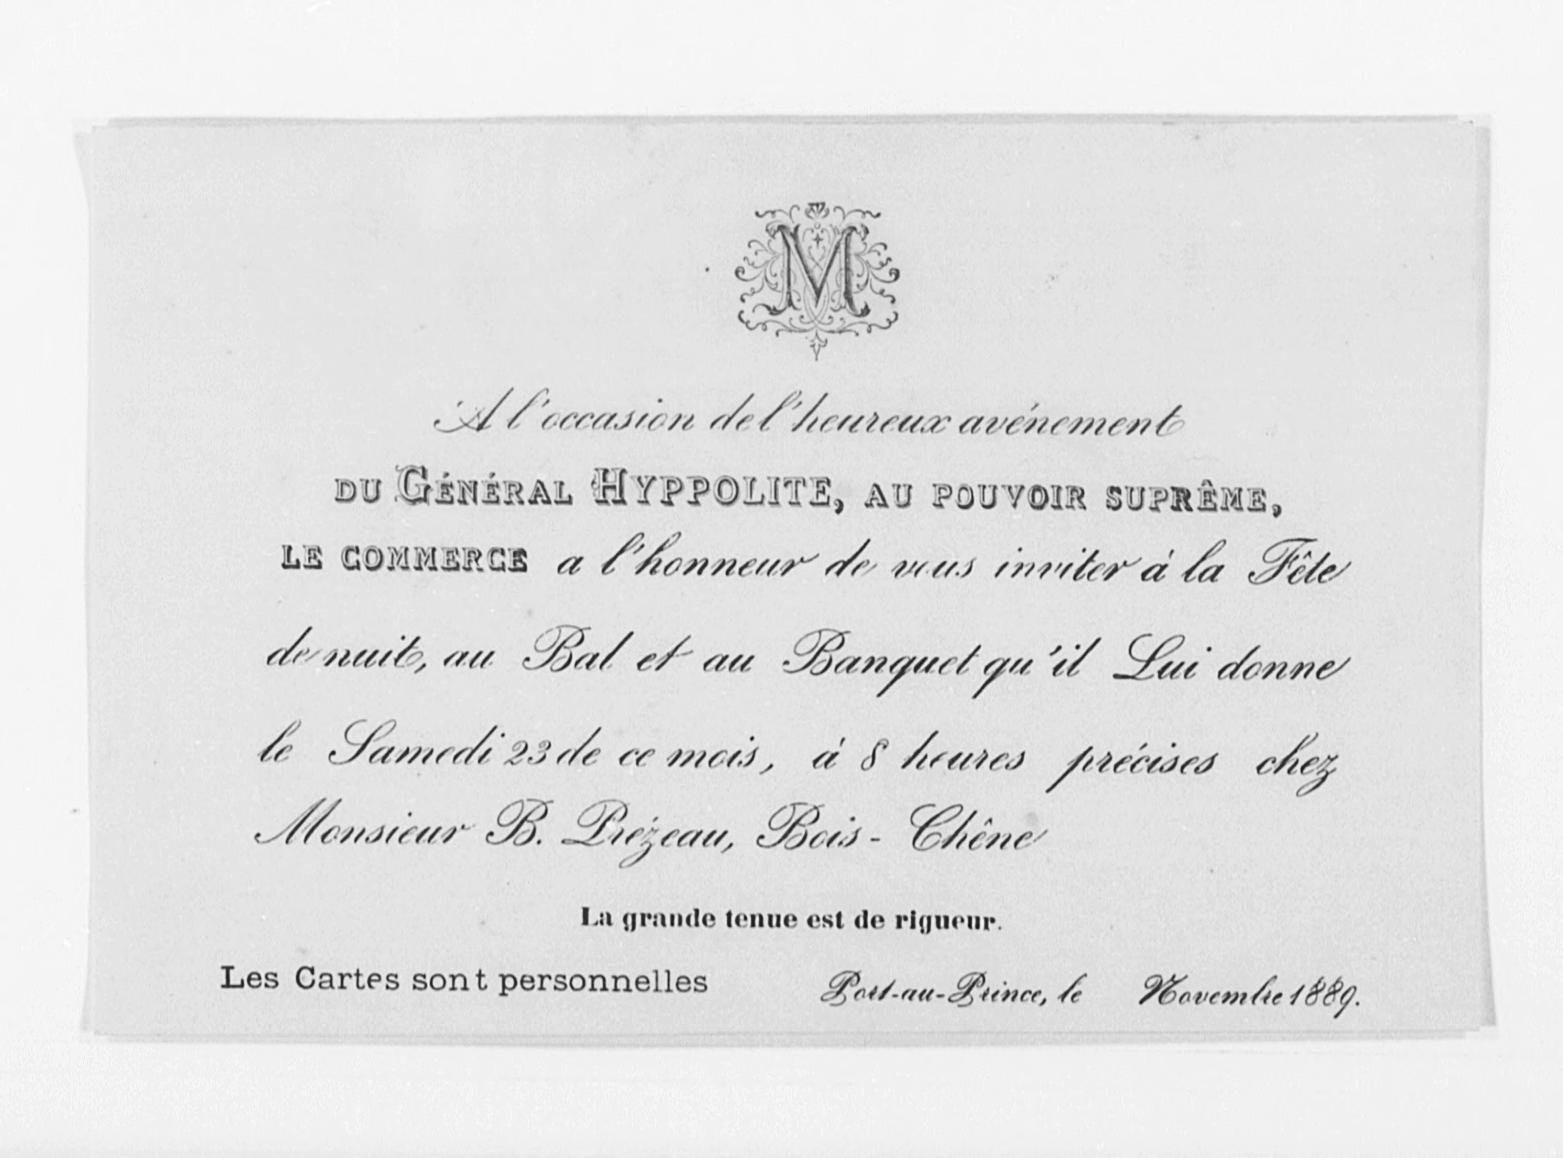 M
A l'occasion de l'heureux avénement
DU GÉNÉRAL HYPPOLITE, AU POUVOIR SUPRÊME,
LE COMMERCE a l'honneur de vous inviter à la Fête
de nuit, au Bal et au Banquet qu'il Lui donne
le Samedi 23 de ce mois, à 8 heures précises chez
Monsieur B. Prézeau, Bois-Chêne
La grande tenue est de rigueur.
Les Cartes sont personnelles
Port-au-Prince, le Novembre 1889.